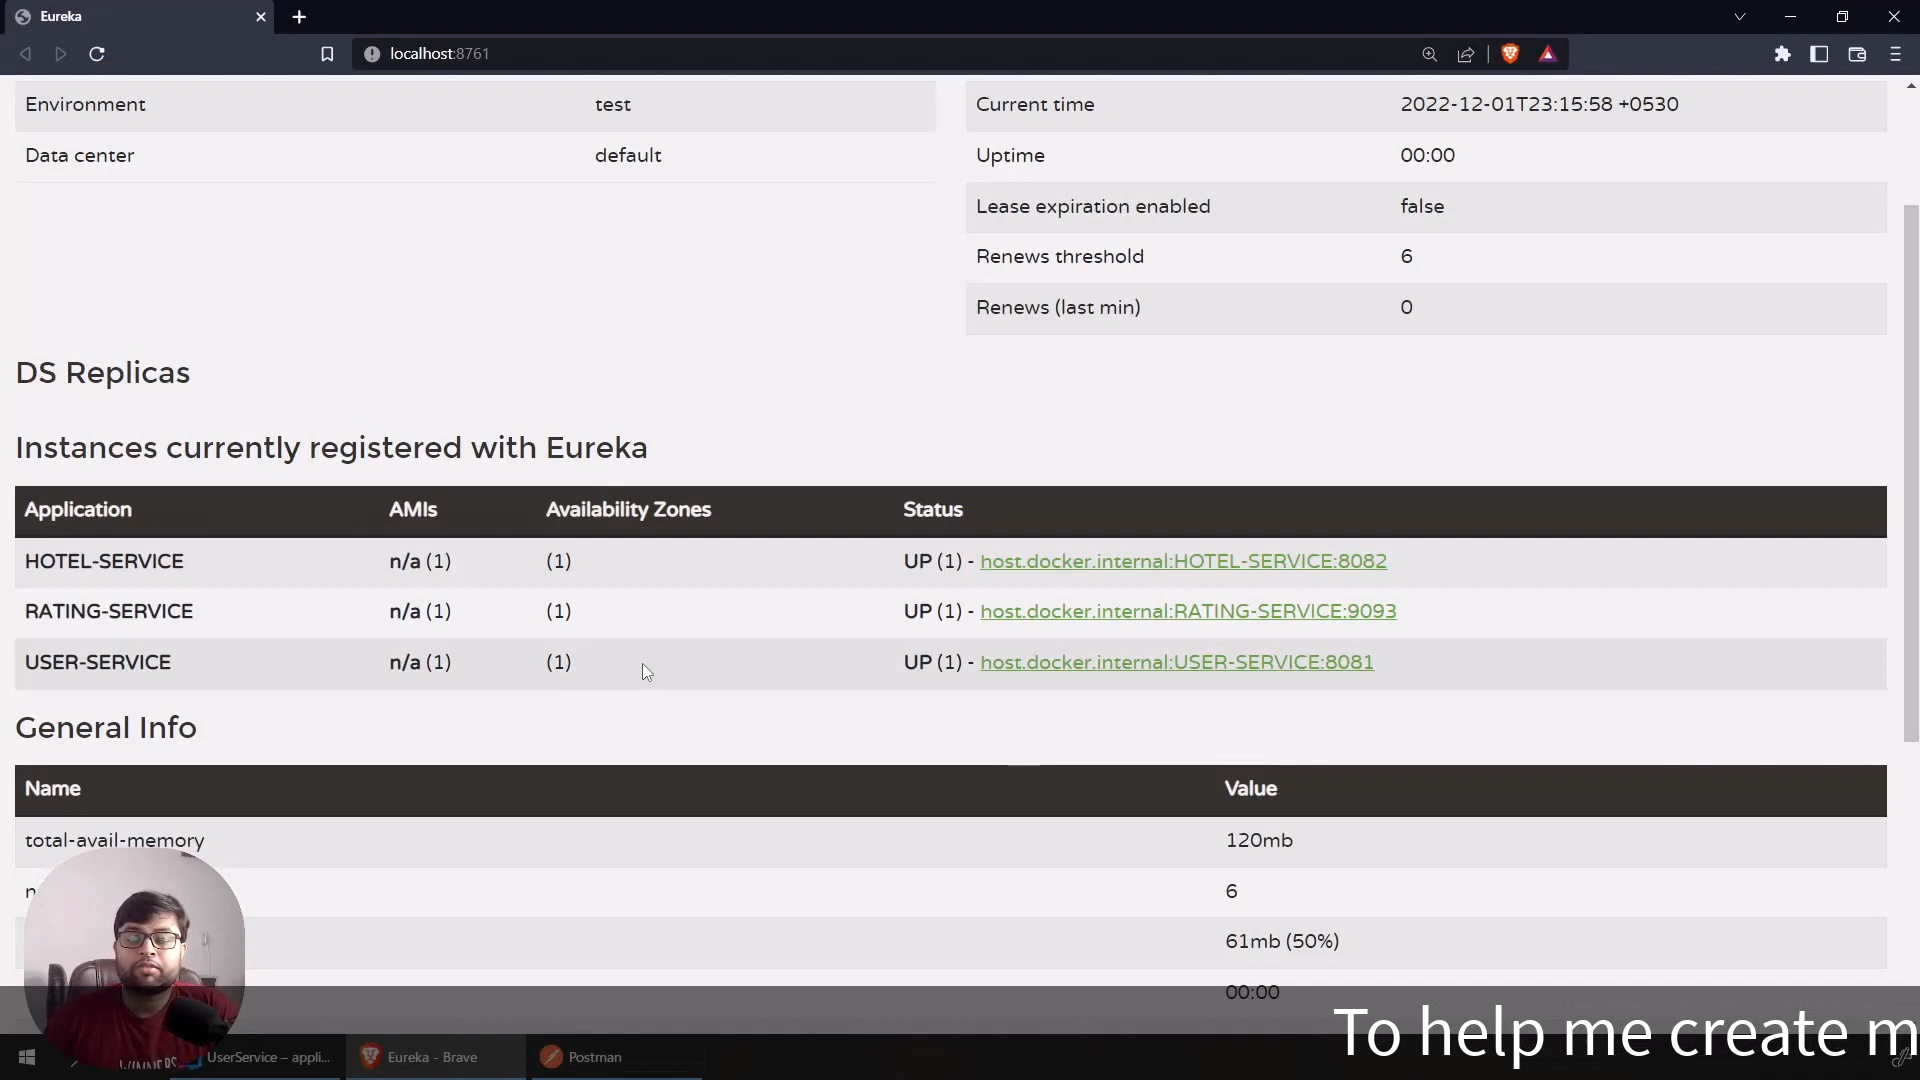 Eureka
localhost:8761
Environment test
Data center default
Current time 2022-12-01T23:15:58 +0530
Uptime 00:00
Lease expiration enabled false
Renews threshold 6
Renews (last min) 0
DS Replicas
Instances currently registered with Eureka
Application AMIs Availability Zones Status
HOTEL-SERVICE n/a (1) (1) UP (1) - host.docker.internal:HOTEL-SERVICE:8082
RATING-SERVICE n/a (1) (1) UP (1) - host.docker.internal:RATING-SERVICE:9093
USER-SERVICE n/a (1) (1) UP (1) - host.docker.internal:USER-SERVICE:8081
General Info
Name Value
total-avail-memory 120mb
6
61mb (50%)
00:00
To help me create m
UserService – appli... Eureka - Brave Postman